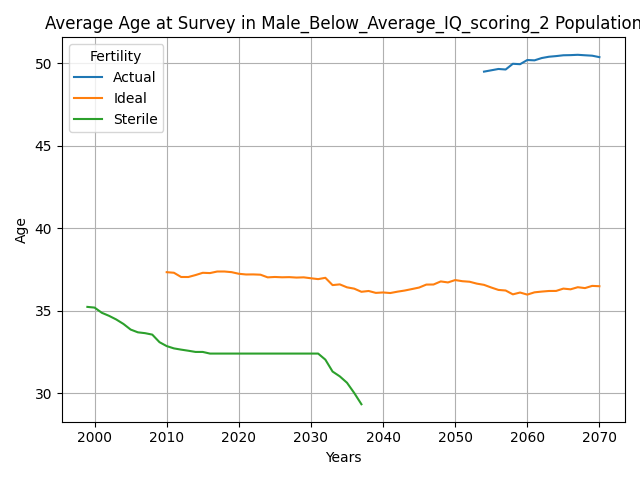 Average Age at Survey in Male_Below_Average_IQ_scoring_2 Population
Fertility
Actual
Ideal
Sterile
Age
50
45
40
35
30
2000 2010 2020 2030 2040 2050 2060 2070
Years